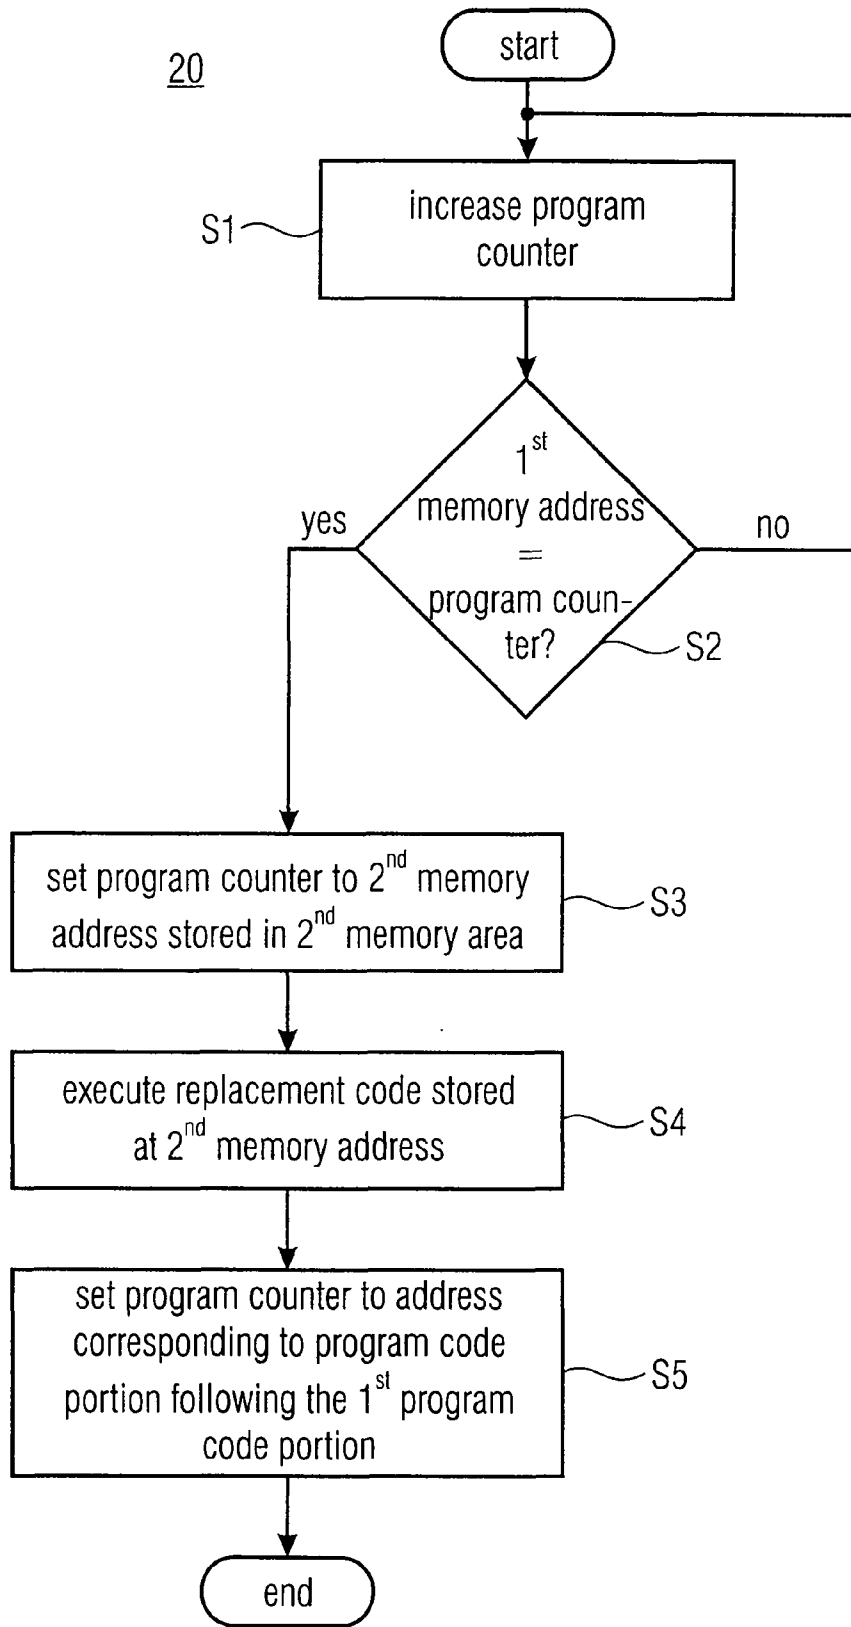 start
20
increase program
counter
S1
1st
memory address
=
program coun-
ter?
yes
no
S2
set program counter to 2nd memory
address stored in 2nd memory area
S3
execute replacement code stored
at 2nd memory address
S4
set program counter to address
corresponding to program code
portion following the 1st program
code portion
S5
end